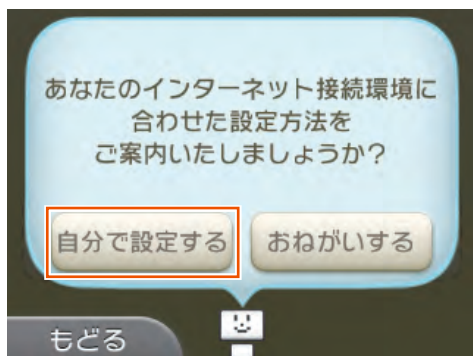 あなたのインターネット接続環境に
合わせた設定方法を
ご案内いたしましょうか?
自分で設定する
おねがいする
もどる